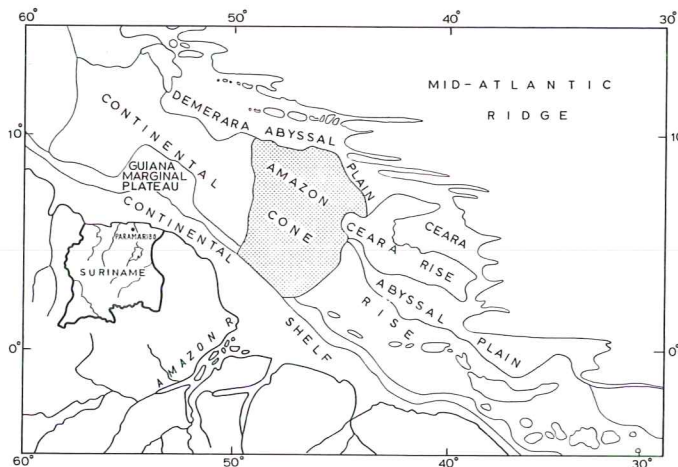 60°
50°
40°
30°
MID-ATLANTIC
RIDGE
DEMERARA ABYSSAL PLAIN
CONTINENTAL
10°
10°
GUIANA
MARGINAL
PLATEAU
AMAZON
CONE
CONTINENTAL
SHELF
PARAMARIBO
SURINAME
CEARA
RISE
CEARA
ABYSSAL
PLAIN
RISE
0°
0°
AMAZON R.
60°
50°
40°
30°